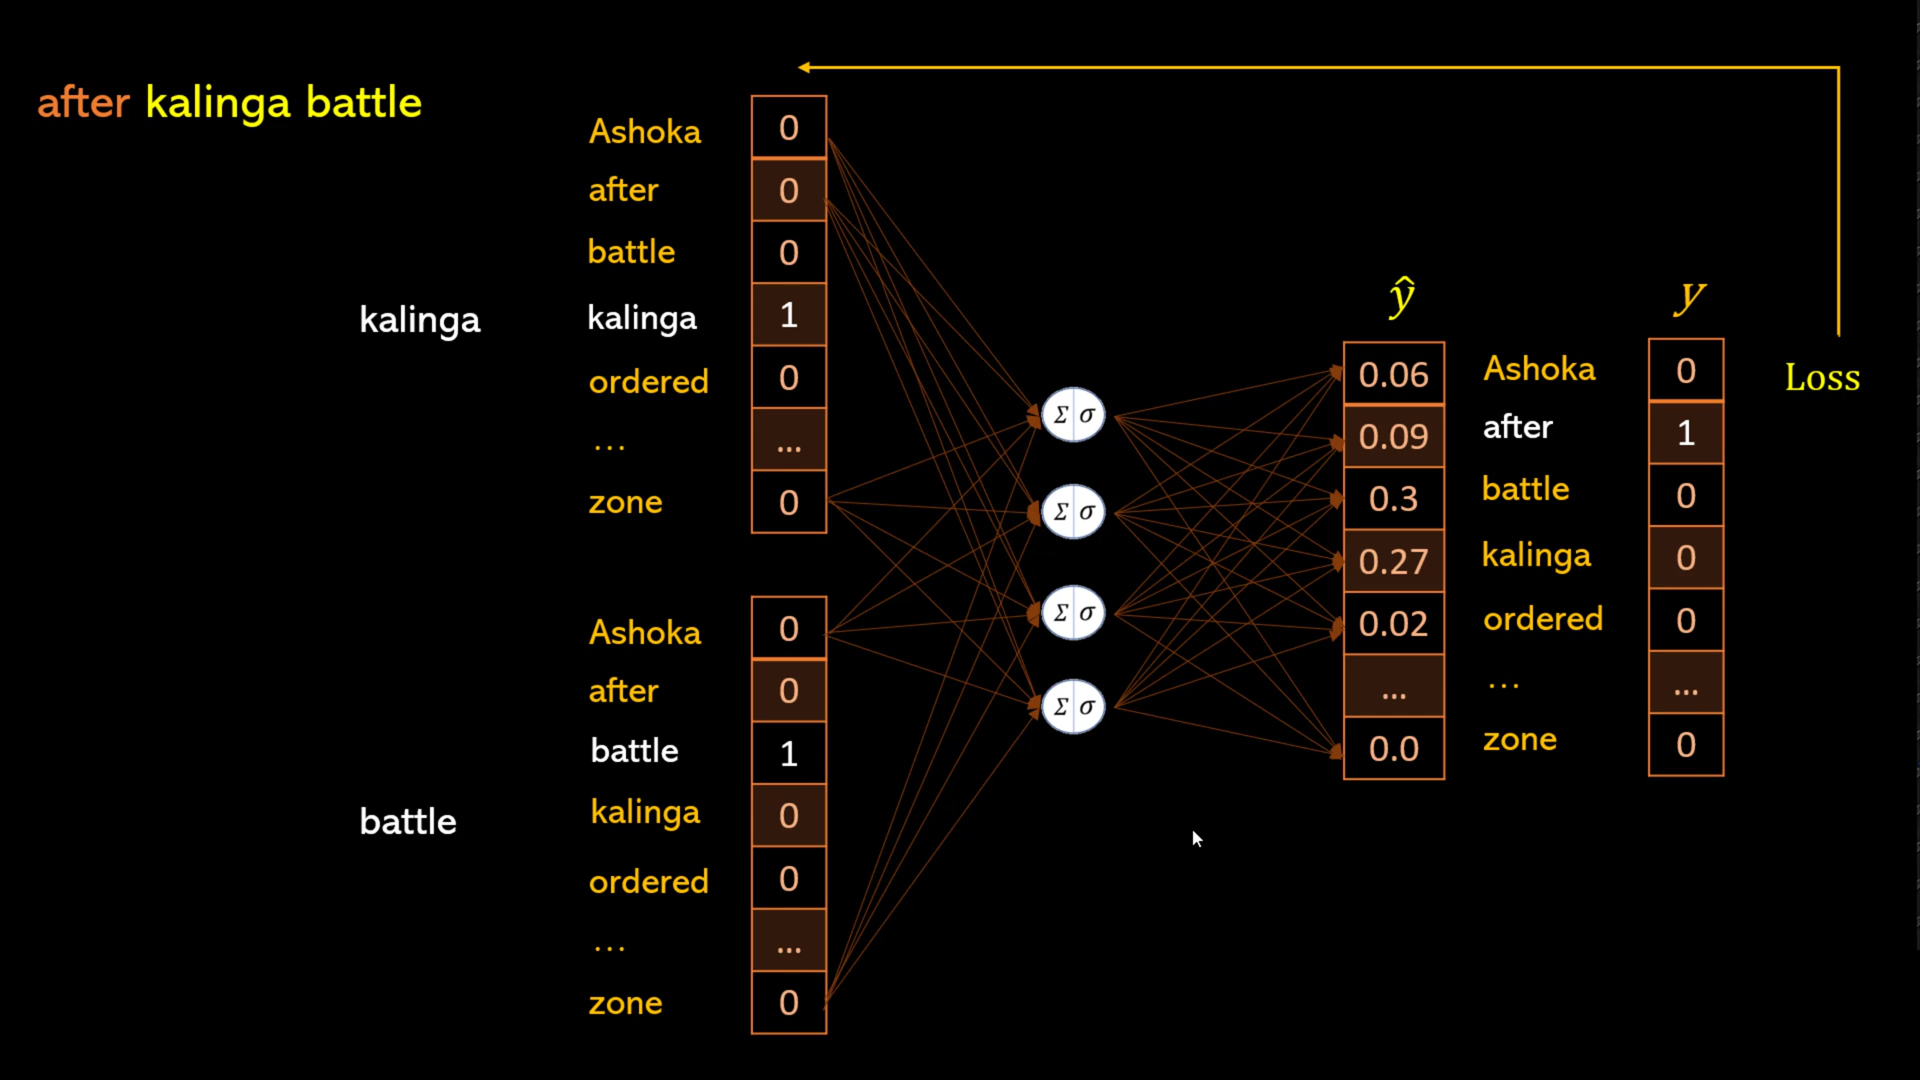 after kalinga battle
Ashoka 0
after 0
battle 0
kalinga kalinga 1
ordered 0
... ...
zone 0
Ashoka 0
after 0
battle 1
battle kalinga 0
ordered 0
... ...
zone 0
Σ σ
Σ σ
Σ σ
Σ σ
ŷ y
0.06 Ashoka 0
0.09 after 1
0.3 battle 0
0.27 kalinga 0
0.02 ordered 0
... ... ...
0.0 zone 0
Loss